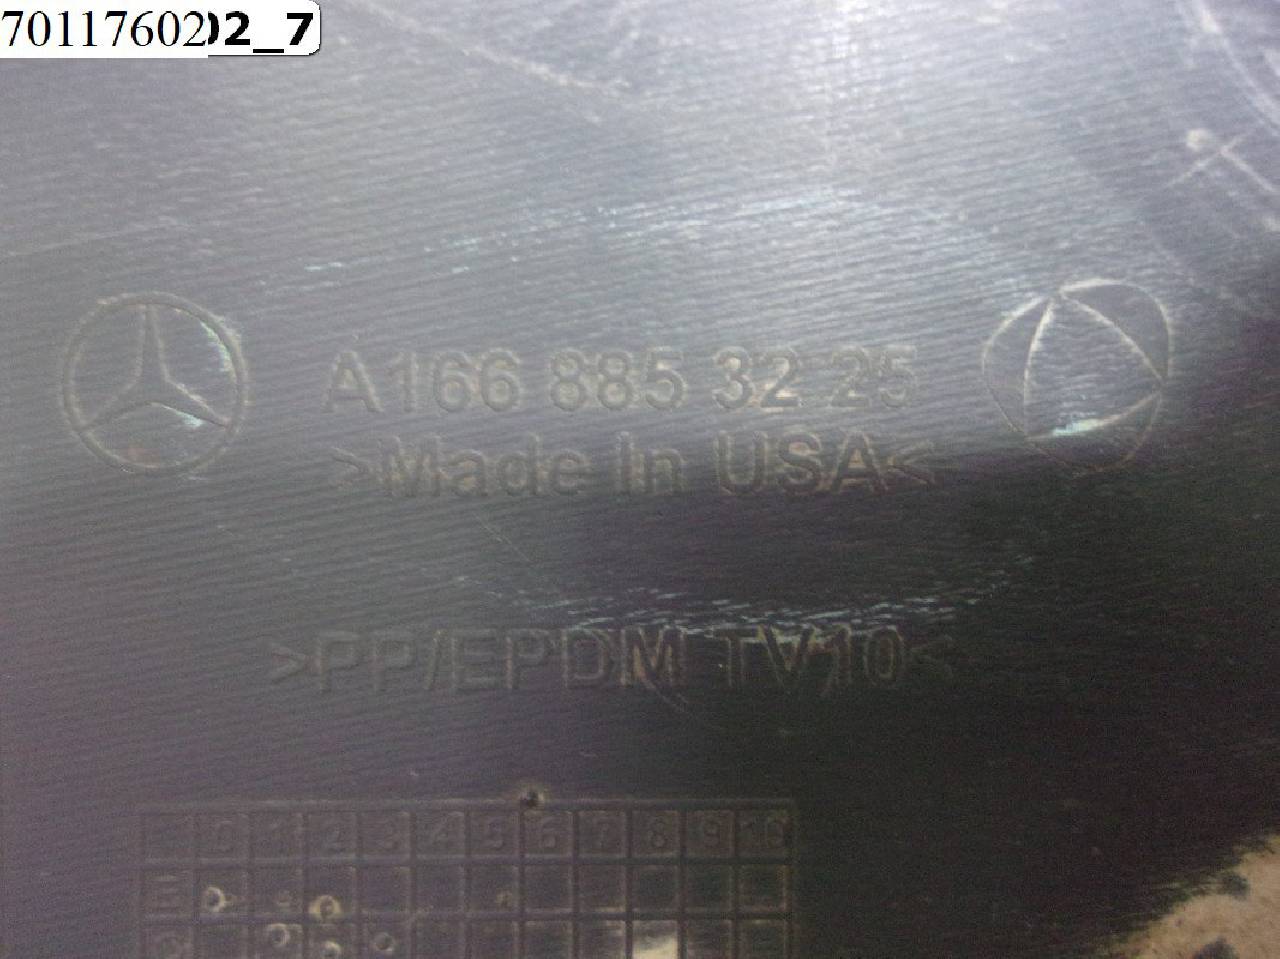 7011760202_7
A166 885 32 25
>Made In USA<
>PP/EPDM TV10<
0 1 2 3 4 5 6 7 8 9 10